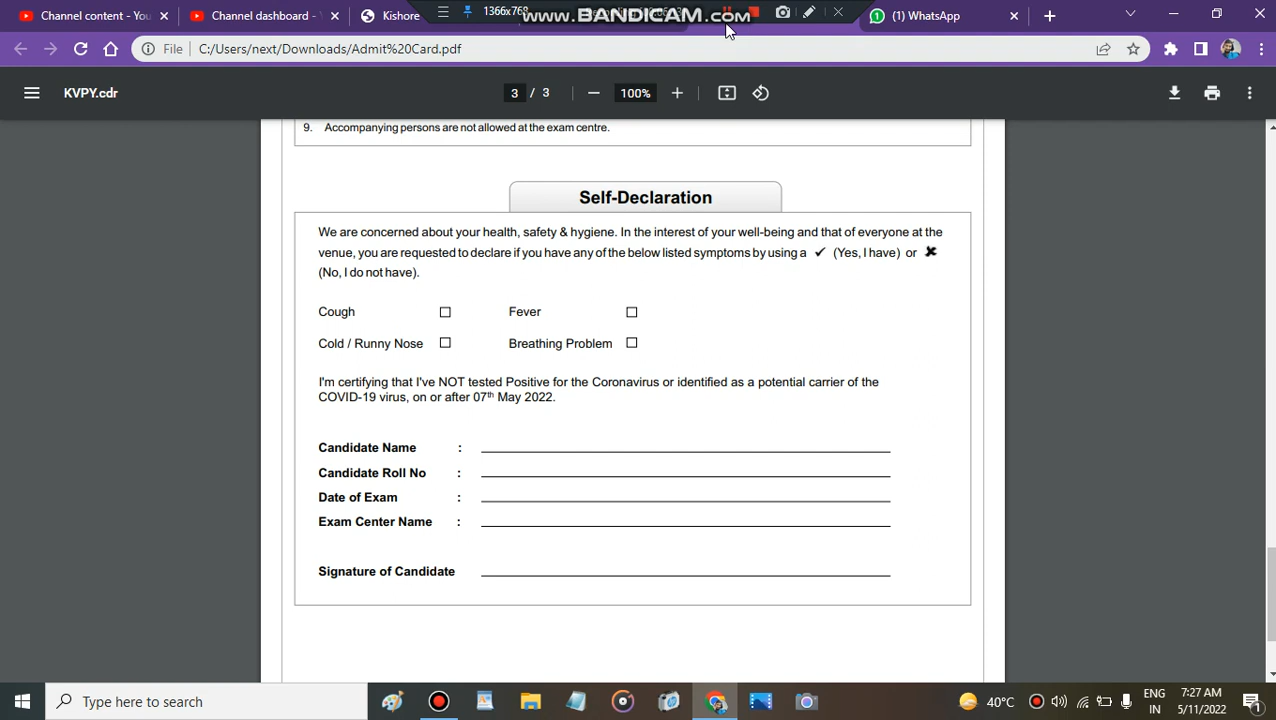 Channel content - You
Channel dashboard -
Kishore
1366x768
www.BANDICAM.com
(1) WhatsApp
File
C:/Users/next/Downloads/Admit%20Card.pdf
KVPY.cdr
3 / 3
100%
9. Accompanying persons are not allowed at the exam centre.
Self-Declaration
We are concerned about your health, safety & hygiene. In the interest of your well-being and that of everyone at the
venue, you are requested to declare if you have any of the below listed symptoms by using a ✓ (Yes, I have) or ✘
(No, I do not have).
Cough
Fever
Cold / Runny Nose
Breathing Problem
I'm certifying that I've NOT tested Positive for the Coronavirus or identified as a potential carrier of the
COVID-19 virus, on or after 07th May 2022.
Candidate Name :
Candidate Roll No :
Date of Exam :
Exam Center Name :
Signature of Candidate
Type here to search
40°C
ENG
IN
7:27 AM
5/11/2022
1